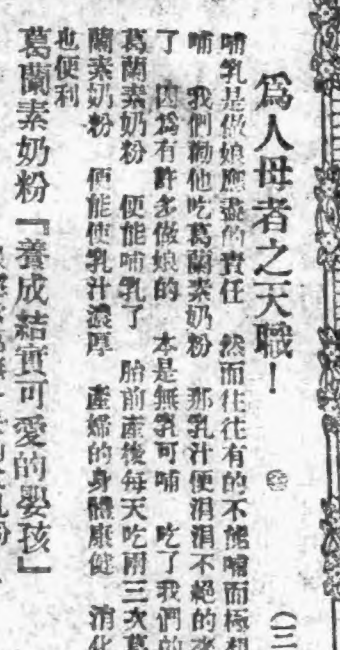 爲人母者之天職！
（三
哺乳是做娘應盡的責任　然而往往有的不能哺而極想
哺　我們勸他吃葛蘭素奶粉　那乳汁便涓涓不絕的來
了　因爲有許多做娘的　本是無乳可哺　吃了我們的
葛蘭素奶粉　便能哺乳了　胎前產後每天吃兩三次葛
蘭素奶粉　便能使乳汁濃厚　產婦的身體康健　消化
也便利
葛蘭素奶粉『養成結實可愛的嬰孩』